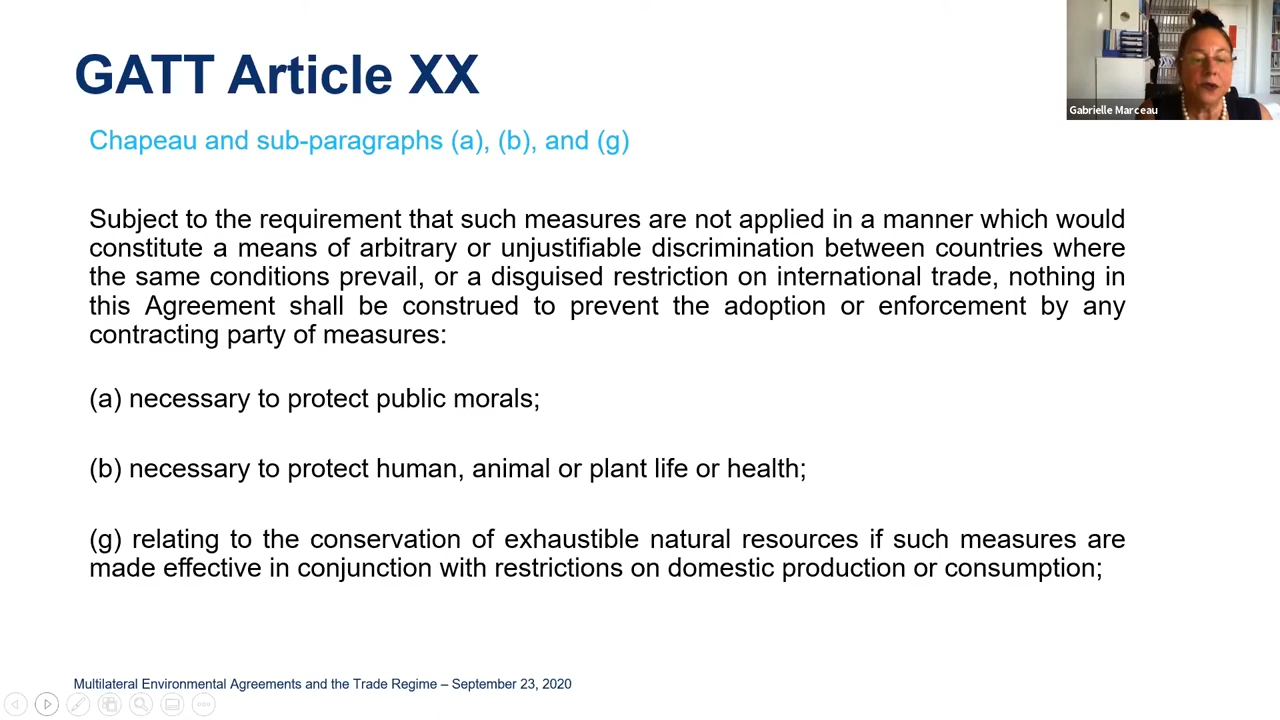 GATT Article XX
Gabrielle Marceau
Chapeau and sub-paragraphs (a), (b), and (g)
Subject to the requirement that such measures are not applied in a manner which would
constitute a means of arbitrary or unjustifiable discrimination between countries where
the same conditions prevail, or a disguised restriction on international trade, nothing in
this Agreement shall be construed to prevent the adoption or enforcement by any
contracting party of measures:
(a) necessary to protect public morals;
(b) necessary to protect human, animal or plant life or health;
(g) relating to the conservation of exhaustible natural resources if such measures are
made effective in conjunction with restrictions on domestic production or consumption;
Multilateral Environmental Agreements and the Trade Regime – September 23, 2020